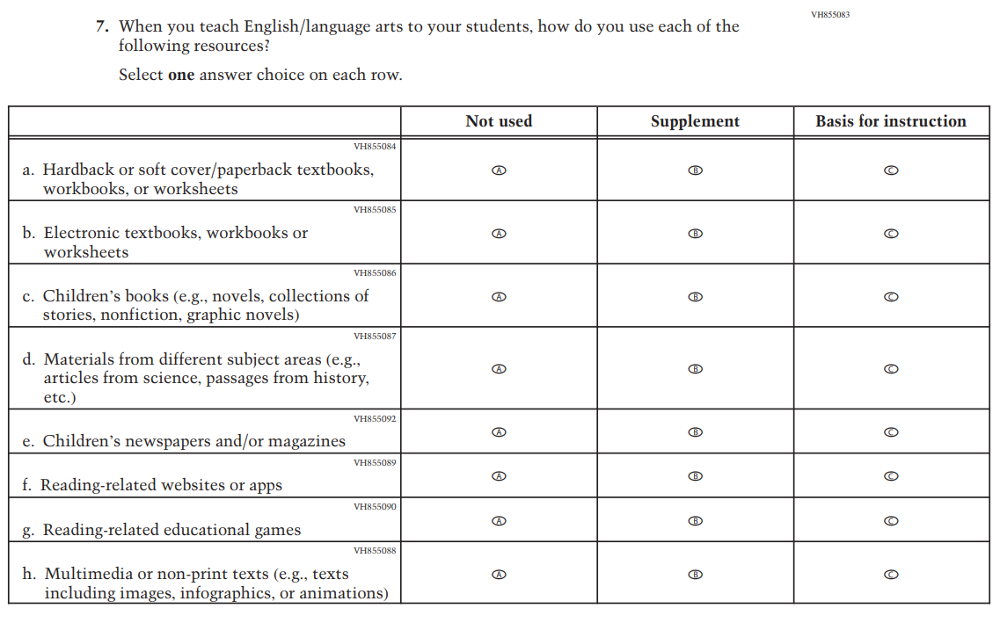 VH855083
7. When you teach English/language arts to your students, how do you use each of the
following resources?
Select one answer choice on each row.
Not used Supplement Basis for instruction
VH855084
a. Hardback or soft cover/paperback textbooks,
workbooks, or worksheets
A B C
VH855085
b. Electronic textbooks, workbooks or
worksheets
A B C
VH855086
c. Children’s books (e.g., novels, collections of
stories, nonfiction, graphic novels)
A B C
VH855087
d. Materials from different subject areas (e.g.,
articles from science, passages from history,
etc.)
A B C
VH855092
e. Children’s newspapers and/or magazines
A B C
VH855089
f. Reading-related websites or apps
A B C
VH855090
g. Reading-related educational games
A B C
VH855088
h. Multimedia or non-print texts (e.g., texts
including images, infographics, or animations)
A B C